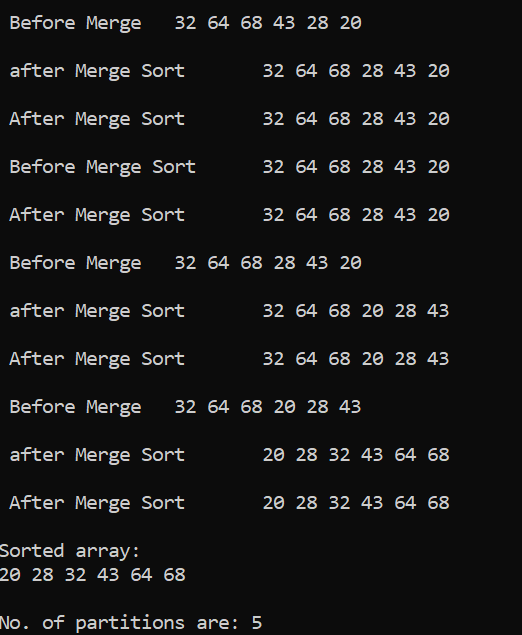 Before Merge   32 64 68 43 28 20
after Merge Sort       32 64 68 28 43 20
After Merge Sort       32 64 68 28 43 20
Before Merge Sort      32 64 68 28 43 20
After Merge Sort       32 64 68 28 43 20
Before Merge   32 64 68 28 43 20
after Merge Sort       32 64 68 20 28 43
After Merge Sort       32 64 68 20 28 43
Before Merge   32 64 68 20 28 43
after Merge Sort       20 28 32 43 64 68
After Merge Sort       20 28 32 43 64 68
Sorted array:
20 28 32 43 64 68
No. of partitions are: 5